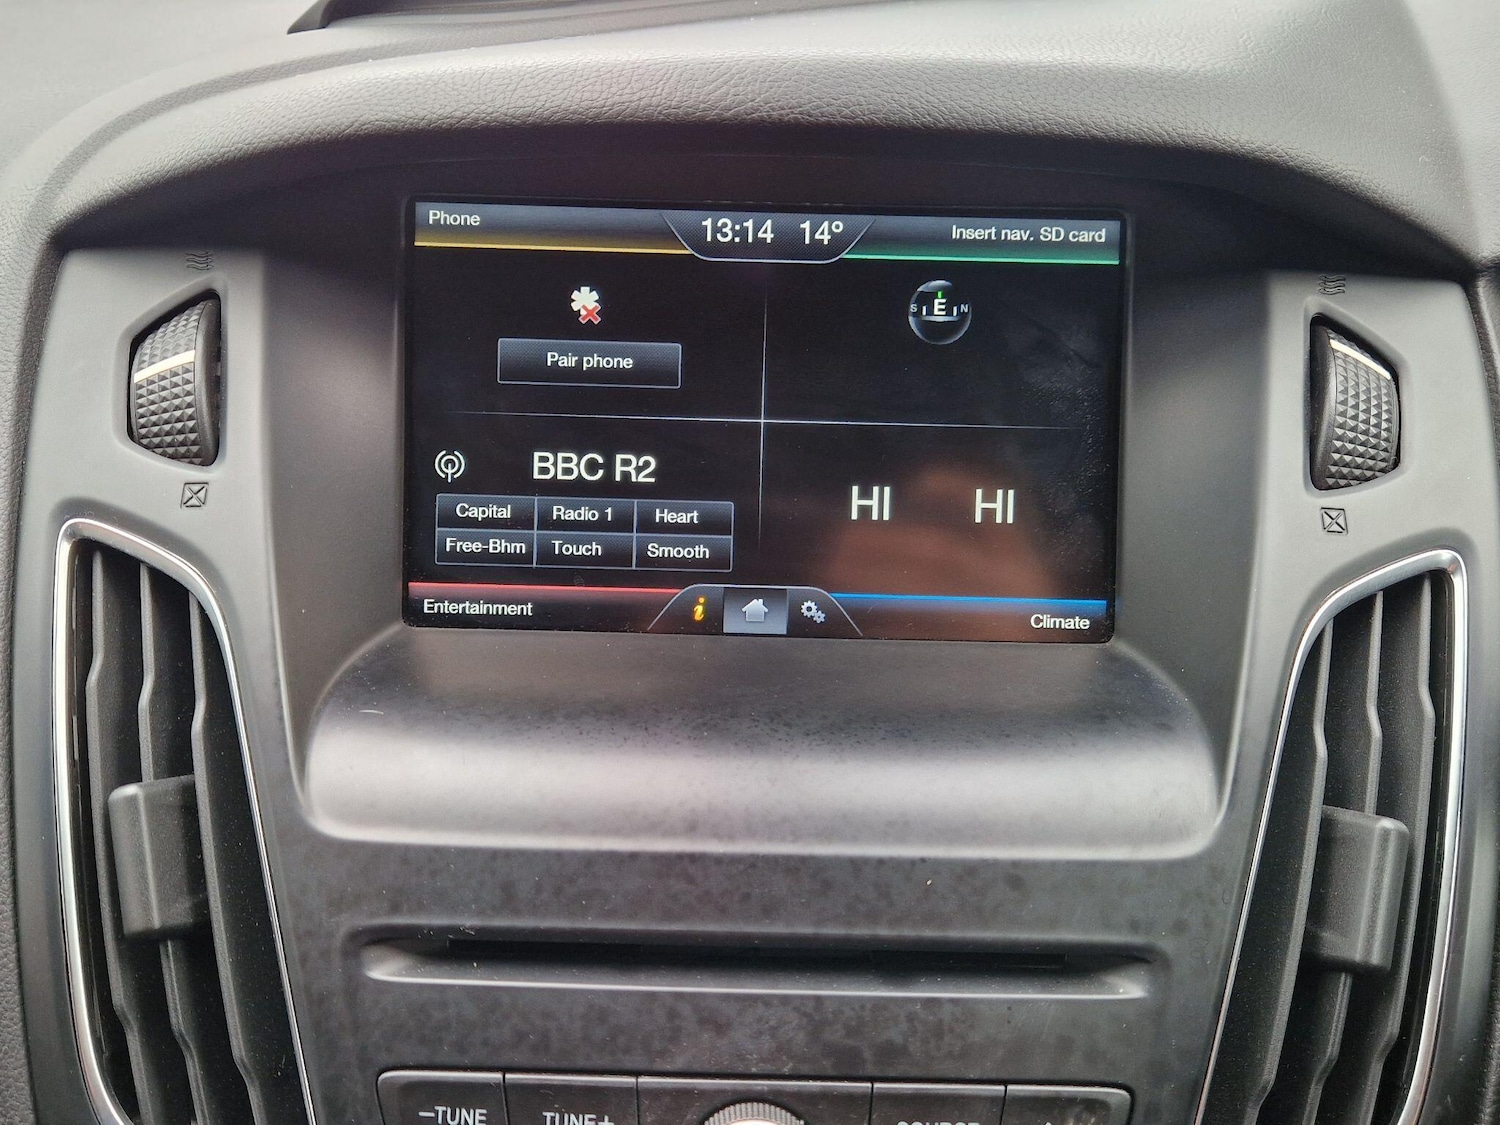 Phone
13:14 14°
Insert nav. SD card
Pair phone
S E N
BBC R2
Capital Radio 1 Heart
Free-Bhm Touch Smooth
HI HI
Entertainment
i
Climate
–TUNE TUNE+ SOURCE